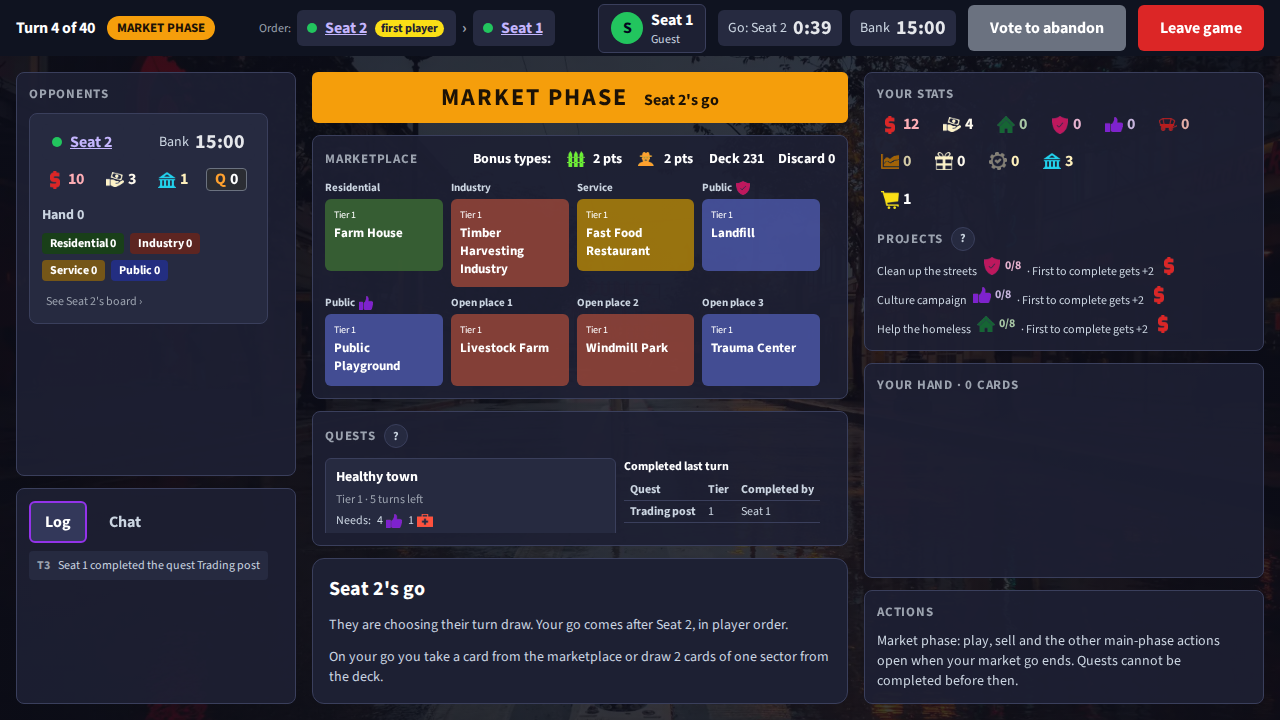 Turn 4 of 40 MARKET PHASE Order: Seat 2 first player › Seat 1 S Seat 1 Guest Go: Seat 2 0:39 Bank 15:00 Vote to abandon Leave game
OPPONENTS
Seat 2 Bank 15:00
10 3 1 Q 0
Hand 0
Residential 0 Industry 0
Service 0 Public 0
See Seat 2's board ›
Log Chat
T3 Seat 1 completed the quest Trading post
MARKET PHASE Seat 2's go
MARKETPLACE Bonus types: 2 pts 2 pts Deck 231 Discard 0
Residential Industry Service Public
Tier 1 Tier 1 Tier 1 Tier 1
Farm House Timber Harvesting Industry Fast Food Restaurant Landfill
Public Open place 1 Open place 2 Open place 3
Tier 1 Tier 1 Tier 1 Tier 1
Public Playground Livestock Farm Windmill Park Trauma Center
QUESTS ?
Healthy town
Tier 1 · 5 turns left
Needs: 4 1
Completed last turn
Quest Tier Completed by
Trading post 1 Seat 1
Seat 2's go
They are choosing their turn draw. Your go comes after Seat 2, in player order.
On your go you take a card from the marketplace or draw 2 cards of one sector from
the deck.
YOUR STATS
12 4 0 0 0 0
0 0 0 3
1
PROJECTS ?
Clean up the streets 0/8 · First to complete gets +2
Culture campaign 0/8 · First to complete gets +2
Help the homeless 0/8 · First to complete gets +2
YOUR HAND · 0 CARDS
ACTIONS
Market phase: play, sell and the other main-phase actions
open when your market go ends. Quests cannot be
completed before then.